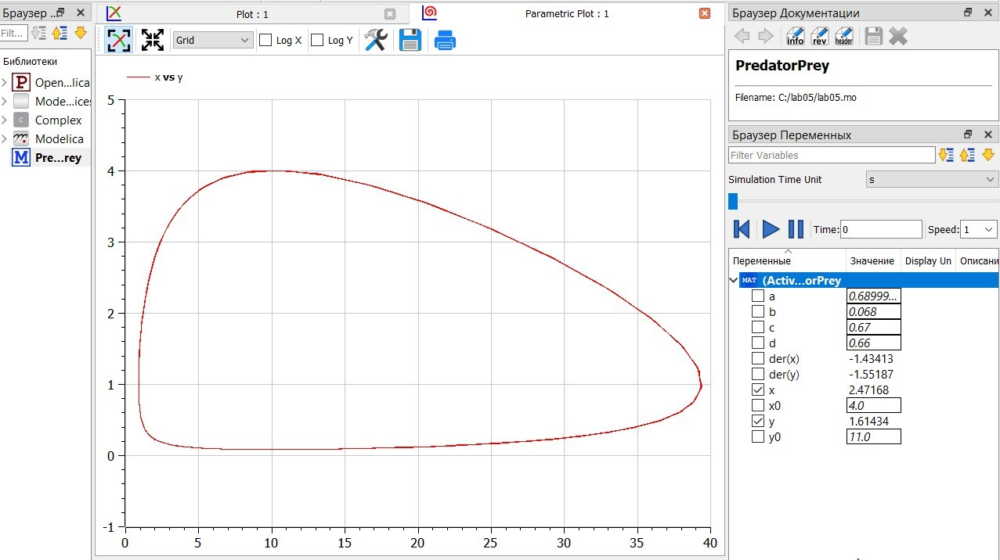 Браузер ...
Plot : 1
Parametric Plot : 1
Браузер Документации
Фilt...
Grid
Log X
Log Y
info
rev
header
Библиотеки
Open...lica
Mode...ices
Complex
Modelica
Pre...rey
x vs y
5
4
3
2
1
0
-1
0 5 10 15 20 25 30 35 40
PredatorPrey
Filename: C:/lab05/lab05.mo
Браузер Переменных
Filter Variables
Simulation Time Unit s
Time: 0 Speed: 1
Переменные Значение Display Un Описани
MAT (Activ...orPrey
a 0.68999...
b 0.068
c 0.67
d 0.66
der(x) -1.43413
der(y) -1.55187
x 2.47168
x0 4.0
y 1.61434
y0 11.0